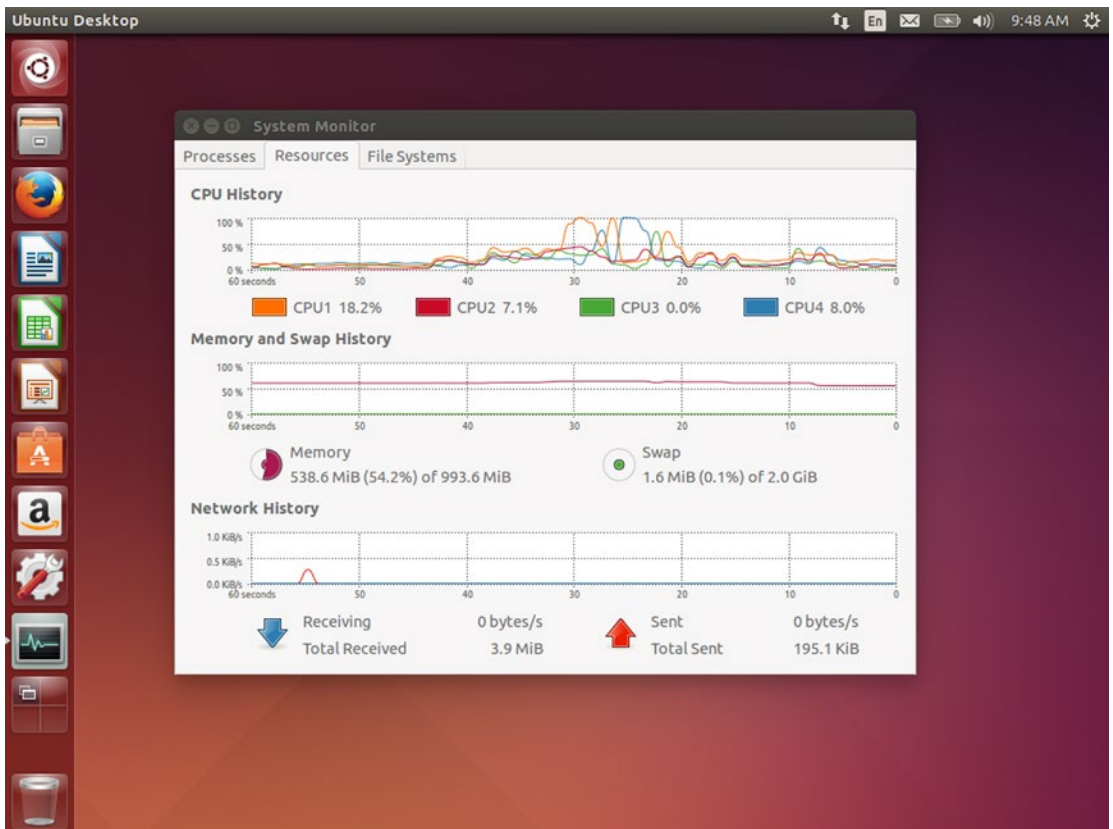 Ubuntu Desktop En 9:48 AM
System Monitor
Processes Resources File Systems
CPU History
100 %
50 %
0 %
60 seconds 50 40 30 20 10 0
CPU1 18.2% CPU2 7.1% CPU3 0.0% CPU4 8.0%
Memory and Swap History
100 %
50 %
0 %
60 seconds 50 40 30 20 10 0
Memory Swap
538.6 MiB (54.2%) of 993.6 MiB 1.6 MiB (0.1%) of 2.0 GiB
Network History
1.0 KiB/s
0.5 KiB/s
0.0 KiB/s
60 seconds 50 40 30 20 10 0
Receiving 0 bytes/s Sent 0 bytes/s
Total Received 3.9 MiB Total Sent 195.1 KiB
A
a